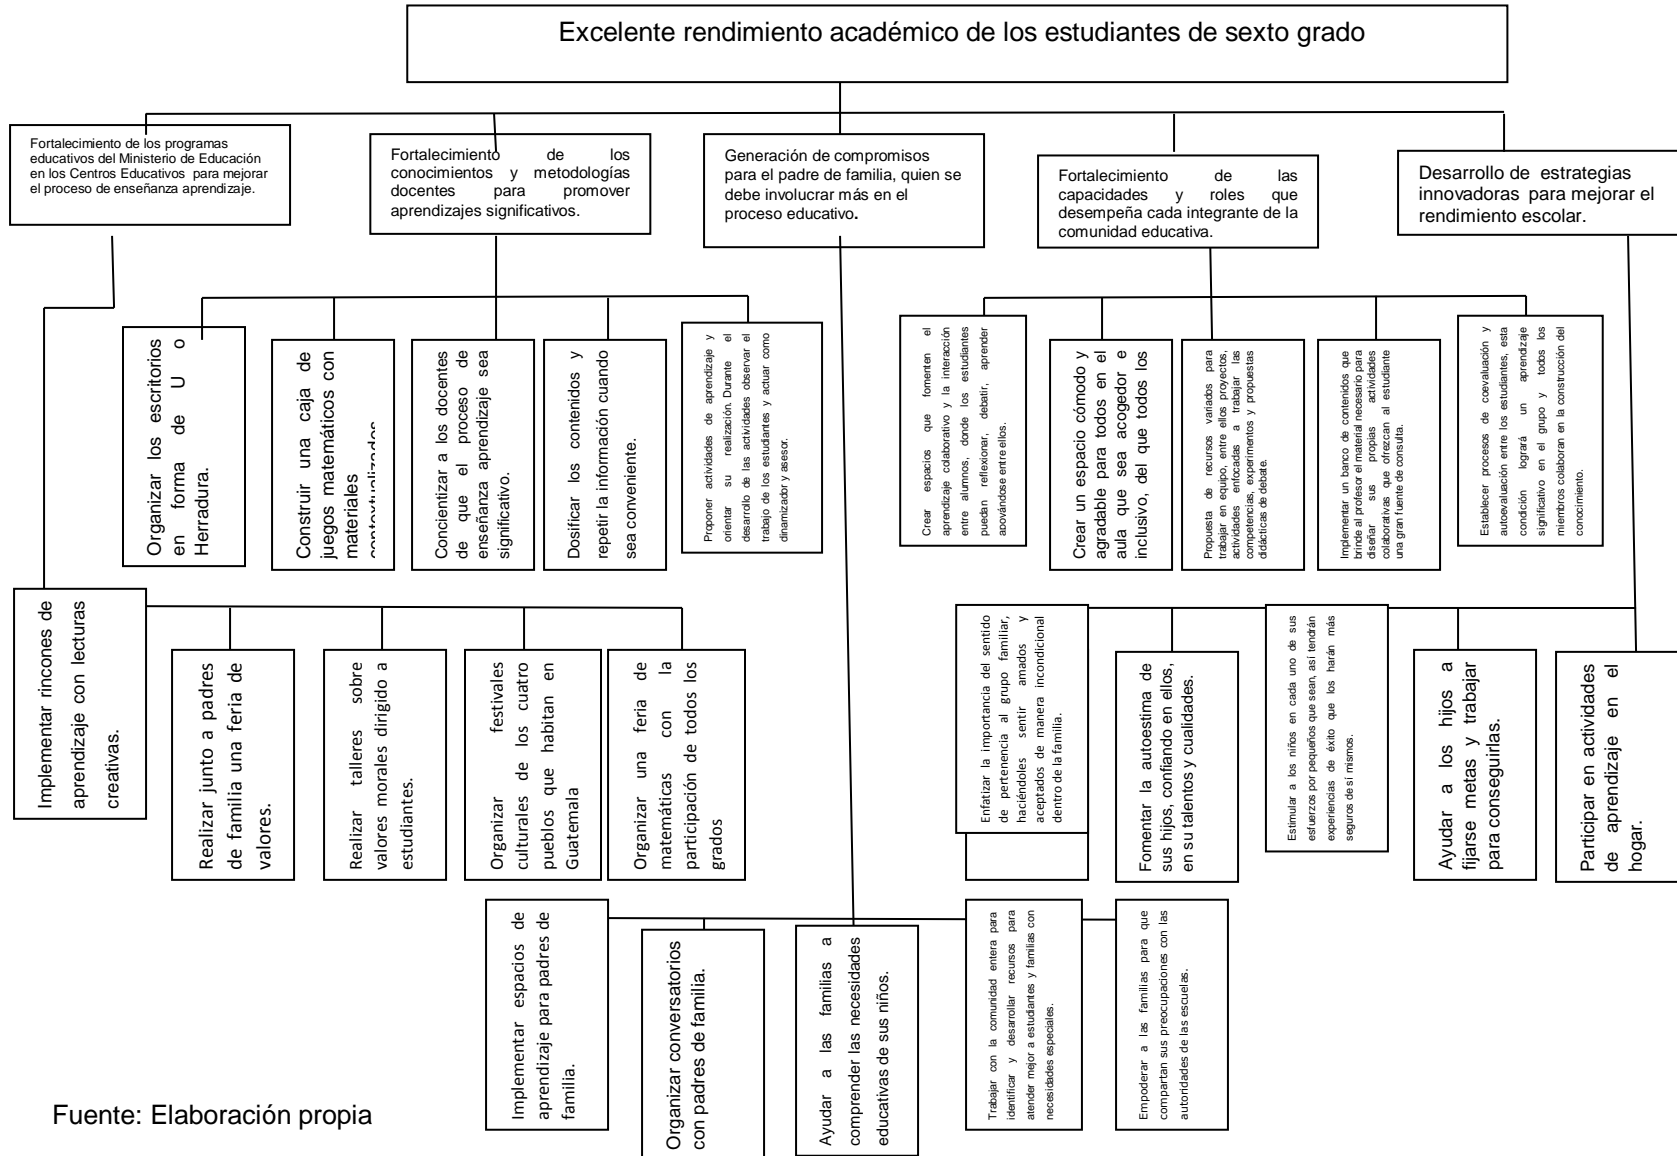 Excelente rendimiento académico de los estudiantes de sexto grado
Fortalecimiento de los programas
educativos del Ministerio de Educación
en los Centros Educativos para mejorar
el proceso de enseñanza aprendizaje.
Fortalecimiento de los
conocimientos y metodologías
docentes para promover
aprendizajes significativos.
Generación de compromisos
para el padre de familia, quien se
debe involucrar más en el
proceso educativo.
Fortalecimiento de las
capacidades y roles que
desempeña cada integrante de la
comunidad educativa.
Desarrollo de estrategias
innovadoras para mejorar el
rendimiento escolar.
Organizar los escritorios
en forma de U o
Herradura.
Construir una caja de
juegos matemáticos con
materiales
contextualizados
Concientizar a los docentes
de que el proceso de
enseñanza aprendizaje sea
significativo.
Dosificar los contenidos y
repetir la información cuando
sea conveniente.
Proponer actividades de aprendizaje y
orientar su realización. Durante el
desarrollo de las actividades observar el
trabajo de los estudiantes y actuar como
dinamizador y asesor.
Crear espacios que fomenten el
aprendizaje colaborativo y la interacción
entre alumnos, donde los estudiantes
puedan reflexionar, debatir, aprender
apoyándose entre ellos.
Crear un espacio cómodo y
agradable para todos en el
aula que sea acogedor e
inclusivo, del que todos los
Propuesta de recursos variados para
trabajar en equipo, entre ellos proyectos,
actividades enfocadas a trabajar las
competencias, experimentos y propuestas
didácticas de debate.
Implementar un banco de contenidos que
brinde al profesor el material necesario para
diseñar sus propias actividades
colaborativas que ofrezcan al estudiante
una gran fuente de consulta.
Establecer procesos de coevaluación y
autoevaluación entre los estudiantes, esta
condición logrará un aprendizaje
significativo en el grupo y todos los
miembros colaboran en la construcción del
conocimiento.
Implementar rincones de
aprendizaje con lecturas
creativas.
Realizar junto a padres
de familia una feria de
valores.
Realizar talleres sobre
valores morales dirigido a
estudiantes.
Organizar festivales
culturales de los cuatro
pueblos que habitan en
Guatemala
Organizar una feria de
matemáticas con la
participación de todos los
grados
Enfatizar la importancia del sentido
de pertenencia al grupo familiar,
haciéndoles sentir amados y
aceptados de manera incondicional
dentro de la familia.
Fomentar la autoestima de
sus hijos, confiando en ellos,
en su talentos y cualidades.
Estimular a los niños en cada uno de sus
esfuerzos por pequeños que sean, así tendrán
experiencias de éxito que los harán más
seguros de sí mismos.
Ayudar a los hijos a
fijarse metas y trabajar
para conseguirlas.
Participar en actividades
de aprendizaje en el
hogar.
Implementar espacios de
aprendizaje para padres de
familia.
Organizar conversatorios
con padres de familia.
Ayudar a las familias a
comprender las necesidades
educativas de sus niños.
Trabajar con la comunidad entera para
identificar y desarrollar recursos para
atender mejor a estudiantes y familias con
necesidades especiales.
Empoderar a las familias para que
compartan sus preocupaciones con las
autoridades de las escuelas.
Fuente: Elaboración propia